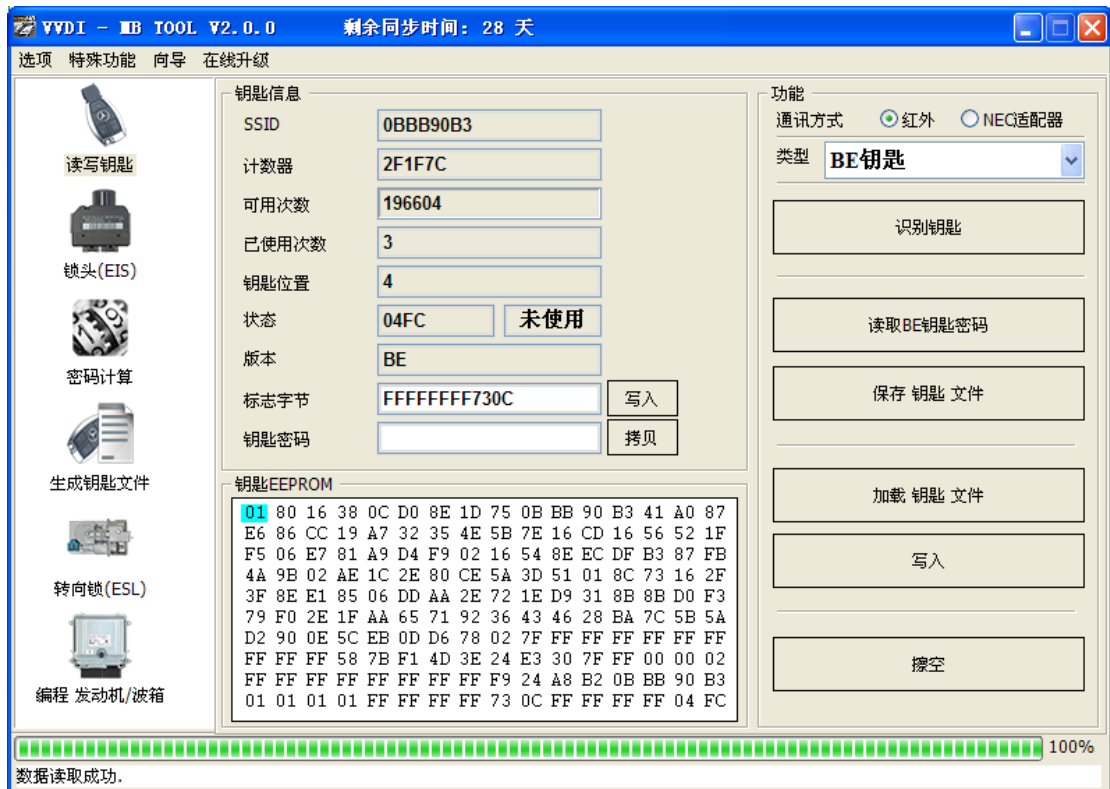 VVDI - MB TOOL V2.0.0 剩余同步时间: 28 天
选项 特殊功能 向导 在线升级
读写钥匙
锁头(EIS)
密码计算
生成钥匙文件
转向锁(ESL)
编程 发动机/波箱
钥匙信息
SSID 0BBB90B3
计数器 2F1F7C
可用次数 196604
已使用次数 3
钥匙位置 4
状态 04FC 未使用
版本 BE
标志字节 FFFFFFFF730C 写入
钥匙密码 拷贝
钥匙EEPROM
01 80 16 38 0C D0 8E 1D 75 0B BB 90 B3 41 A0 87
E6 86 CC 19 A7 32 35 4E 5B 7E 16 CD 16 56 52 1F
F5 06 E7 81 A9 D4 F9 02 16 54 8E EC DF B3 87 FB
4A 9B 02 AE 1C 2E 80 CE 5A 3D 51 01 8C 73 16 2F
3F 8E E1 85 06 DD AA 2E 72 1E D9 31 8B 8B D0 F3
79 F0 2E 1F AA 65 71 92 36 43 46 28 BA 7C 5B 5A
D2 90 0E 5C EB 0D D6 78 02 7F FF FF FF FF FF FF
FF FF FF 58 7B F1 4D 3E 24 E3 30 7F FF 00 00 02
FF FF FF FF FF FF FF FF F9 24 A8 B2 0B BB 90 B3
01 01 01 01 FF FF FF FF 73 0C FF FF FF FF 04 FC
功能
通讯方式 红外 NEC适配器
类型 BE钥匙
识别钥匙
读取BE钥匙密码
保存 钥匙 文件
加载 钥匙 文件
写入
擦空
100%
数据读取成功.